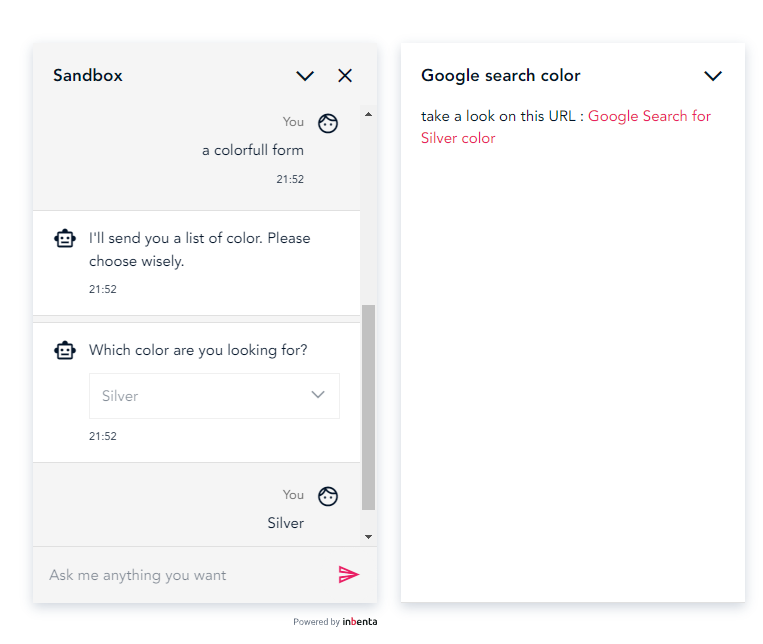 Sandbox
You
a colorfull form
21:52
I'll send you a list of color. Please
choose wisely.
21:52
Which color are you looking for?
Silver
21:52
You
Silver
Ask me anything you want
Powered by inbenta
Google search color
take a look on this URL : Google Search for
Silver color